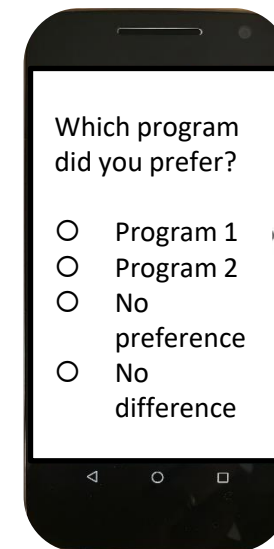 Which program
did you prefer?
Program 1
Program 2
No
preference
No
difference